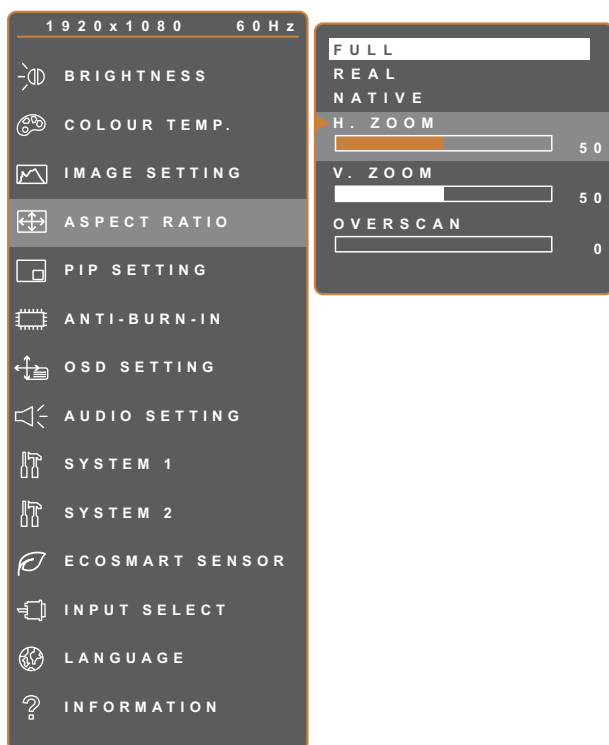 1920x1080 60Hz
BRIGHTNESS
COLOUR TEMP.
IMAGE SETTING
ASPECT RATIO
PIP SETTING
ANTI-BURN-IN
OSD SETTING
AUDIO SETTING
SYSTEM 1
SYSTEM 2
ECOSMART SENSOR
INPUT SELECT
LANGUAGE
INFORMATION
FULL
REAL
NATIVE
H. ZOOM
50
V. ZOOM
50
OVERSCAN
0